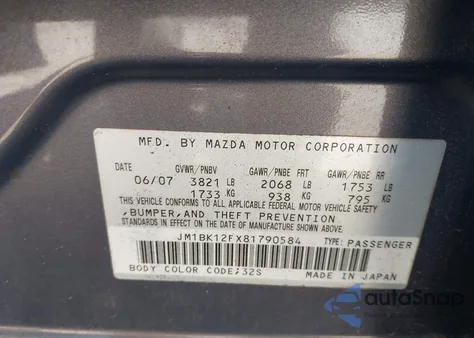 MFD. BY MAZDA MOTOR CORPORATION
DATE GVWR/PNBV GAWR/PNBE FRT GAWR/PNBE RR
06/07 3821 LB 2068 LB 1753 LB
1733 KG 938 KG 795 KG
THIS VEHICLE CONFORMS TO ALL APPLICABLE FEDERAL MOTOR VEHICLE SAFETY
, BUMPER, AND THEFT PREVENTION
STANDARDS IN EFFECT ON THE DATE OF MANUFACTURE SHOWN ABOVE.
JM1BK12FX81790584 TYPE: PASSENGER
BODY COLOR CODE: 32S MADE IN JAPAN
autoSnap